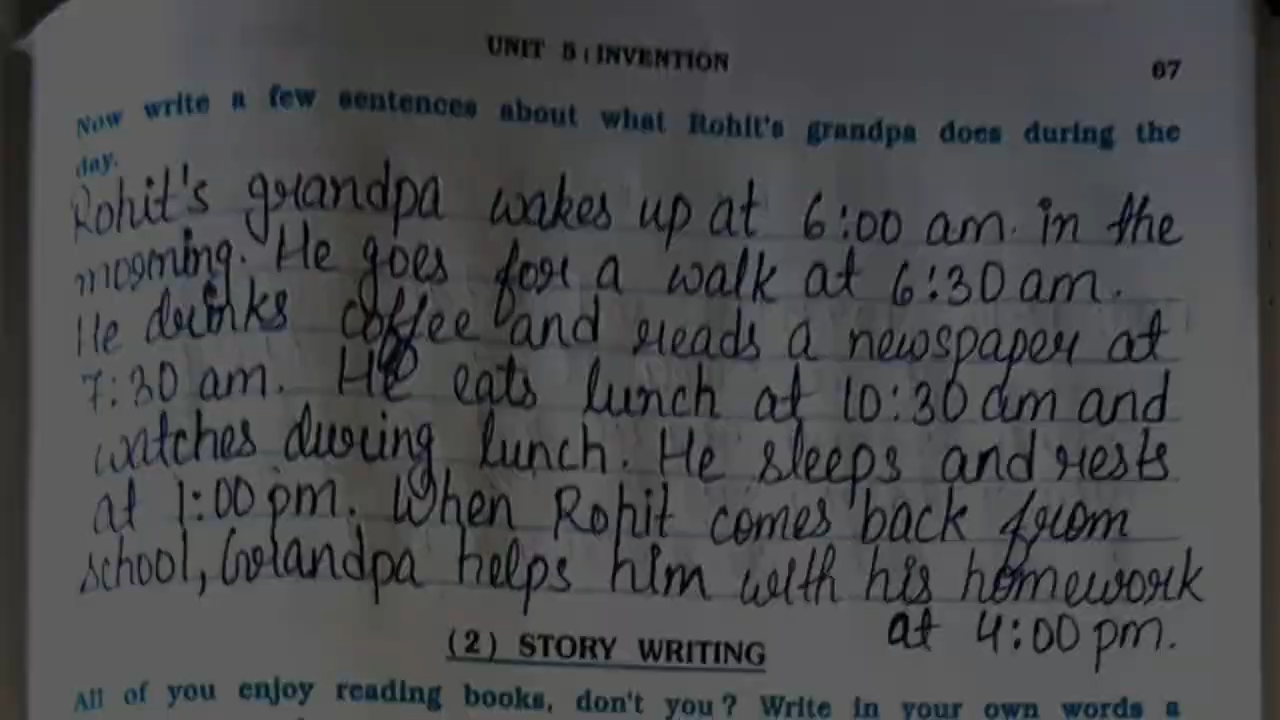 UNIT 5 : INVENTION
67
Now write a few sentences about what Rohit's grandpa does during the
day.
Rohit's grandpa wakes up at 6:00 am. in the
morning. He goes for a walk at 6:30 am.
He drinks coffee and reads a newspaper at
7:30 am. He eats lunch at 10:30 am and
watches during lunch. He sleeps and rests
at 1:00 pm. When Rohit comes back from
school, Grandpa helps him with his homework
at 4:00 pm.
(2) STORY WRITING
All of you enjoy reading books, don't you ? Write in your own words a